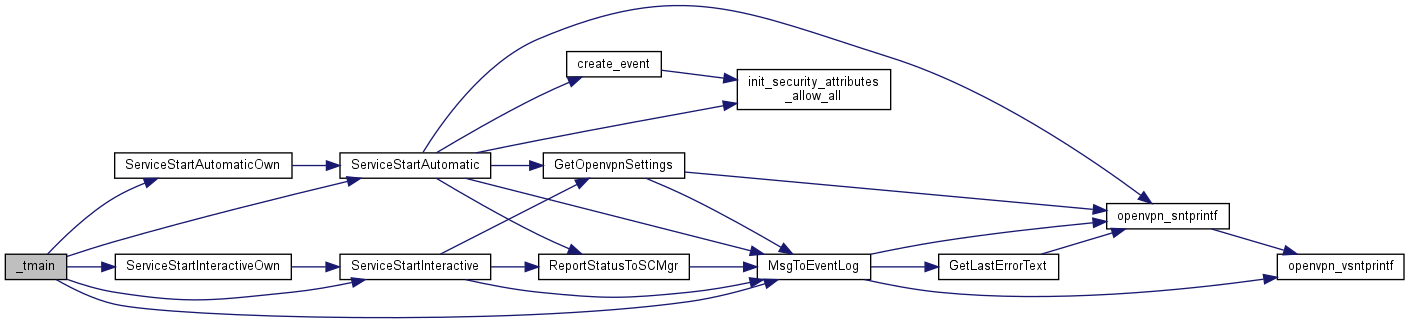 create_event
init_security_attributes
_allow_all
ServiceStartAutomaticOwn
ServiceStartAutomatic
GetOpenvpnSettings
openvpn_sntprintf
_tmain
ServiceStartInteractiveOwn
ServiceStartInteractive
ReportStatusToSCMgr
MsgToEventLog
GetLastErrorText
openvpn_vsntprintf